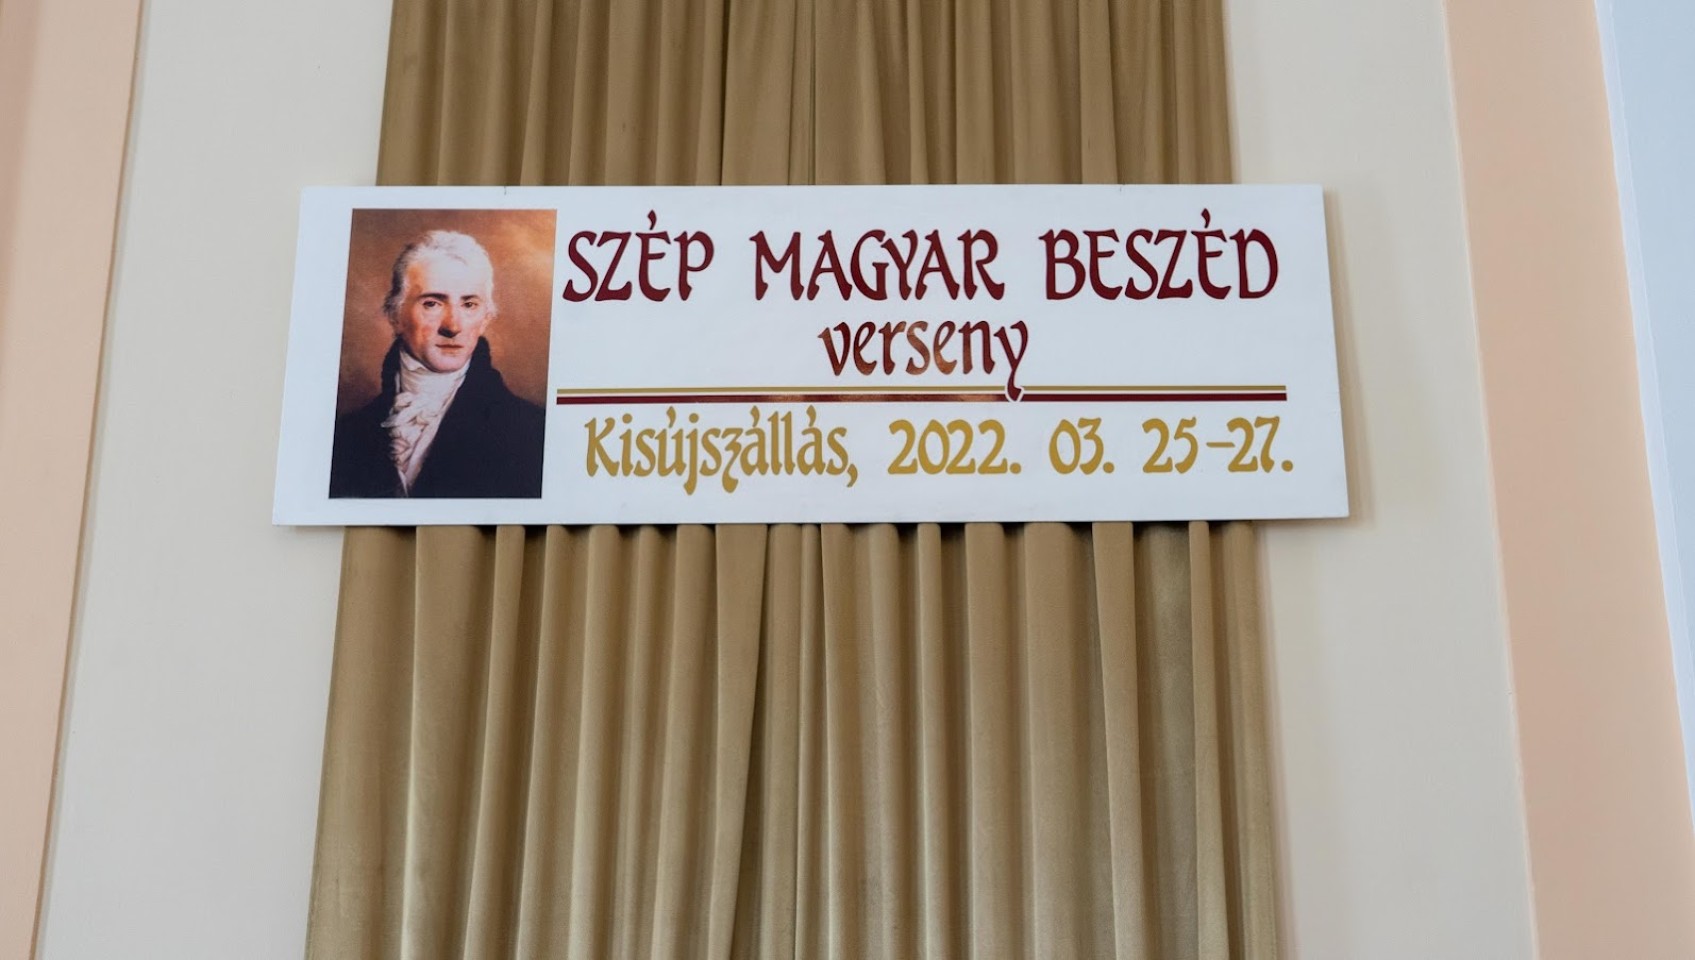 SZÉP MAGYAR BESZÉD
verseny
Kisújszállás, 2022. 03. 25-27.